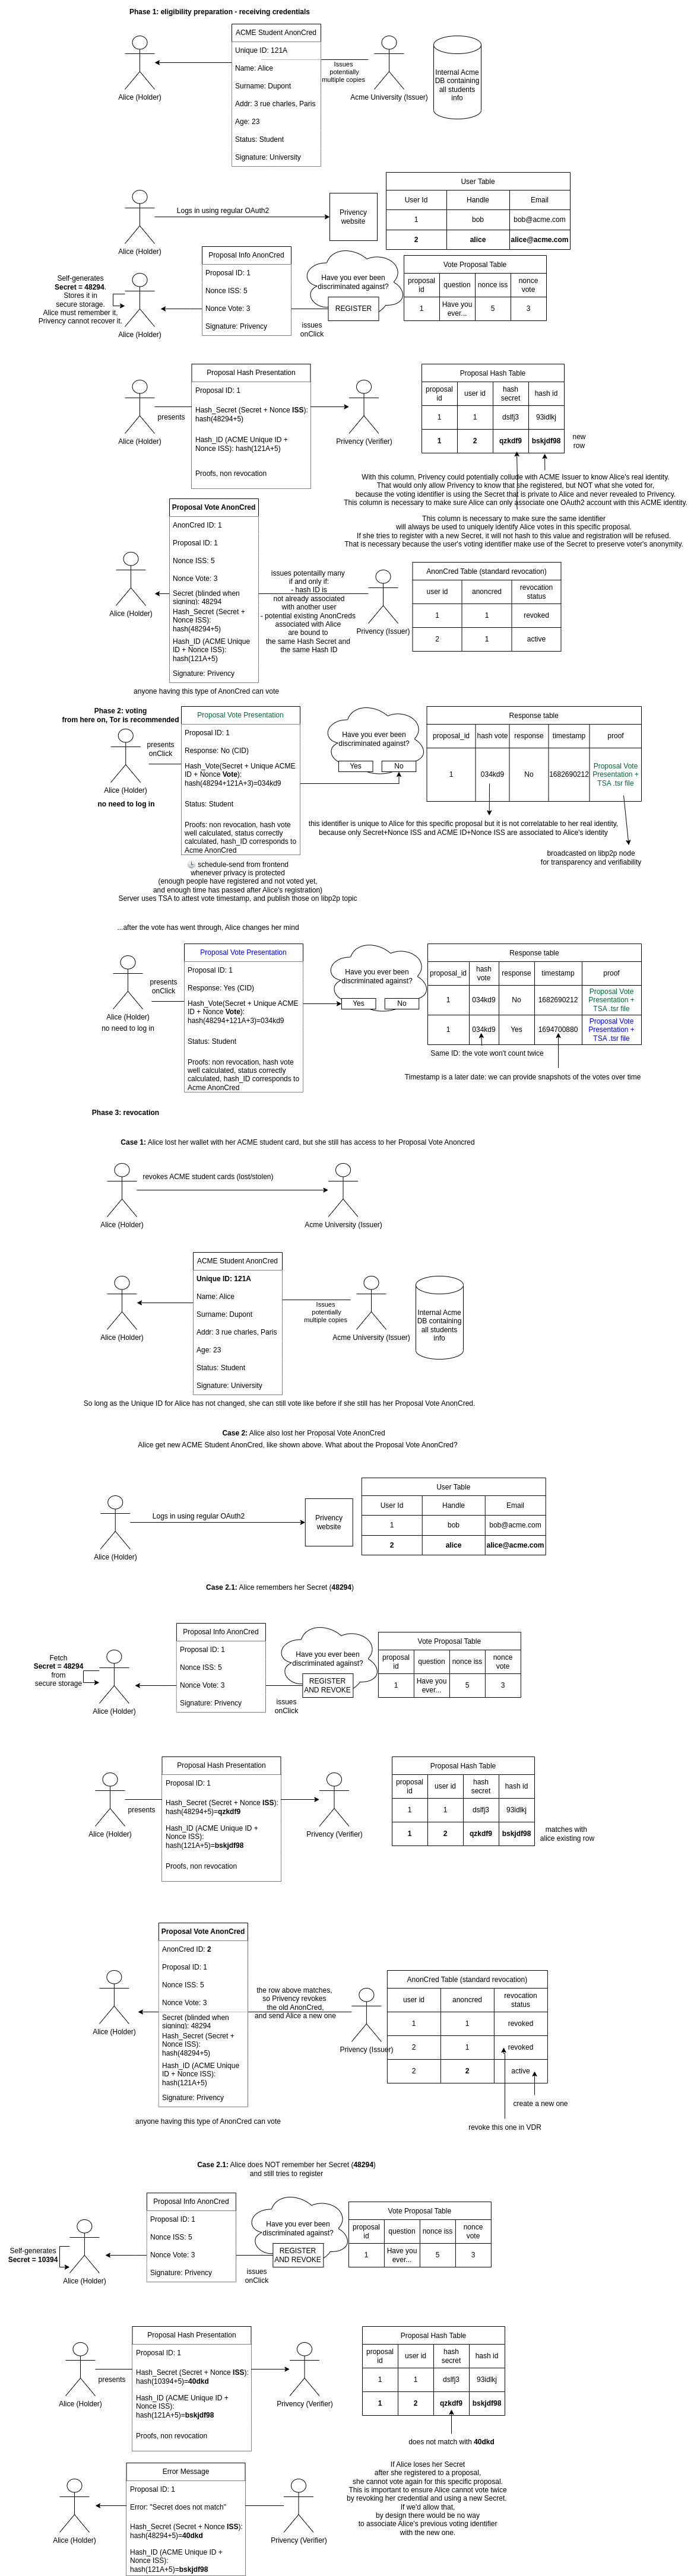 Phase 1: eligibility preparation - receiving credentials
ACME Student AnonCred
Unique ID: 121A
Name: Alice
Surname: Dupont
Addr: 3 rue charles, Paris
Age: 23
Status: Student
Signature: University
Alice (Holder)
Issues
potentially
multiple copies
Acme University (Issuer)
Internal Acme
DB containing
all students
info
Logs in using regular OAuth2
Alice (Holder)
Privency
website
User Table
User Id Handle Email
1 bob bob@acme.com
2 alice alice@acme.com
Self-generates
Secret = 48294.
Stores it in
secure storage.
Alice must remember it,
Privency cannot recover it.
Alice (Holder)
Proposal Info AnonCred
Proposal ID: 1
Nonce ISS: 5
Nonce Vote: 3
Signature: Privency
Have you ever been
discriminated against?
REGISTER
issues
onClick
Vote Proposal Table
proposal
id
question
nonce iss
nonce
vote
1
Have you
ever...
5
3
Alice (Holder)
presents
Proposal Hash Presentation
Proposal ID: 1
Hash_Secret (Secret + Nonce ISS):
hash(48294+5)
Hash_ID (ACME Unique ID +
Nonce ISS): hash(121A+5)
Proofs, non revocation
Privency (Verifier)
Proposal Hash Table
proposal
id
user id
hash
secret
hash id
1 1 dslfj3 93idlkj
1 2 qzkdf9 bskjdf98
new
row
With this column, Privency could potentially collude with ACME Issuer to know Alice's real identity.
That would only allow Privency to know that she registered, but NOT what she voted for,
because the voting identifier is using the Secret that is private to Alice and never revealed to Privency.
This column is necessary to make sure Alice can only associate one OAuth2 account with this ACME identity.
This column is necessary to make sure the same identifier
will always be used to uniquely identify Alice votes in this specific proposal.
If she tries to register with a new Secret, it will not hash to this value and registration will be refused.
That is necessary because the user's voting identifier make use of the Secret to preserve voter's anonymity.
Proposal Vote AnonCred
AnonCred ID: 1
Proposal ID: 1
Nonce ISS: 5
Nonce Vote: 3
Secret (blinded when
signing): 48294
Hash_Secret (Secret +
Nonce ISS):
hash(48294+5)
Hash_ID (ACME Unique
ID + Nonce ISS):
hash(121A+5)
Signature: Privency
Alice (Holder)
issues potentailly many
if and only if:
- hash ID is
not already associated
with another user
- potential existing AnonCreds
associated with Alice
are bound to
the same Hash Secret and
the same Hash ID
Privency (Issuer)
AnonCred Table (standard revocation)
user id
anoncred
revocation
status
1 1 revoked
2 1 active
anyone having this type of AnonCred can vote
Phase 2: voting
from here on, Tor is recommended
Alice (Holder)
no need to log in
presents
onClick
Proposal Vote Presentation
Proposal ID: 1
Response: No (CID)
Hash_Vote(Secret + Unique ACME
ID + Nonce Vote):
hash(48294+121A+3)=034kd9
Status: Student
Proofs: non revocation, hash vote
well calculated, status correctly
calculated, hash_ID corresponds to
Acme AnonCred
Have you ever been
discriminated against?
Yes
No
Response table
proposal_id hash vote response timestamp proof
1 034kd9 No 1682690212
Proposal Vote
Presentation +
TSA .tsr file
this identifier is unique to Alice for this specific proposal but it is not correlatable to her real identity,
because only Secret+Nonce ISS and ACME ID+Nonce ISS are associated to Alice's identity
broadcasted on libp2p node
for transparency and verifiability
🕒 schedule-send from frontend
whenever privacy is protected
(enough people have registered and not voted yet,
and enough time has passed after Alice's registration)
Server uses TSA to attest vote timestamp, and publish those on libp2p topic
...after the vote has went through, Alice changes her mind
Alice (Holder)
no need to log in
presents
onClick
Proposal Vote Presentation
Proposal ID: 1
Response: Yes (CID)
Hash_Vote(Secret + Unique ACME
ID + Nonce Vote):
hash(48294+121A+3)=034kd9
Status: Student
Proofs: non revocation, hash vote
well calculated, status correctly
calculated, hash_ID corresponds to
Acme AnonCred
Have you ever been
discriminated against?
Yes
No
Response table
proposal_id
hash
vote
response
timestamp
proof
1 034kd9 No 1682690212
Proposal Vote
Presentation +
TSA .tsr file
1 034kd9 Yes 1694700880
Proposal Vote
Presentation +
TSA .tsr file
Same ID: the vote won't count twice
Timestamp is a later date: we can provide snapshots of the votes over time
Phase 3: revocation
Case 1: Alice lost her wallet with her ACME student card, but she still has access to her Proposal Vote Anoncred
revokes ACME student cards (lost/stolen)
Alice (Holder)
Acme University (Issuer)
ACME Student AnonCred
Unique ID: 121A
Name: Alice
Surname: Dupont
Addr: 3 rue charles, Paris
Age: 23
Status: Student
Signature: University
Alice (Holder)
Issues
potentially
multiple copies
Acme University (Issuer)
Internal Acme
DB containing
all students
info
So long as the Unique ID for Alice has not changed, she can still vote like before if she still has her Proposal Vote AnonCred.
Case 2: Alice also lost her Proposal Vote AnonCred
Alice get new ACME Student AnonCred, like shown above. What about the Proposal Vote AnonCred?
Logs in using regular OAuth2
Alice (Holder)
Privency
website
User Table
User Id Handle Email
1 bob bob@acme.com
2 alice alice@acme.com
Case 2.1: Alice remembers her Secret (48294)
Fetch
Secret = 48294
from
secure storage
Alice (Holder)
Proposal Info AnonCred
Proposal ID: 1
Nonce ISS: 5
Nonce Vote: 3
Signature: Privency
Have you ever been
discriminated against?
REGISTER
AND REVOKE
issues
onClick
Vote Proposal Table
proposal
id
question
nonce iss
nonce
vote
1
Have you
ever...
5
3
Alice (Holder)
presents
Proposal Hash Presentation
Proposal ID: 1
Hash_Secret (Secret + Nonce ISS):
hash(48294+5)=qzkdf9
Hash_ID (ACME Unique ID +
Nonce ISS):
hash(121A+5)=bskjdf98
Proofs, non revocation
Privency (Verifier)
Proposal Hash Table
proposal
id
user id
hash
secret
hash id
1 1 dslfj3 93idlkj
1 2 qzkdf9 bskjdf98
matches with
alice existing row
Proposal Vote AnonCred
AnonCred ID: 2
Proposal ID: 1
Nonce ISS: 5
Nonce Vote: 3
Secret (blinded when
signing): 48294
Hash_Secret (Secret +
Nonce ISS):
hash(48294+5)
Hash_ID (ACME Unique
ID + Nonce ISS):
hash(121A+5)
Signature: Privency
Alice (Holder)
the row above matches,
so Privency revokes
the old AnonCred,
and send Alice a new one
Privency (Issuer)
AnonCred Table (standard revocation)
user id
anoncred
revocation
status
1 1 revoked
2 1 revoked
2 2 active
create a new one
revoke this one in VDR
anyone having this type of AnonCred can vote
Case 2.1: Alice does NOT remember her Secret (48294)
and still tries to register
Self-generates
Secret = 10394
Alice (Holder)
Proposal Info AnonCred
Proposal ID: 1
Nonce ISS: 5
Nonce Vote: 3
Signature: Privency
Have you ever been
discriminated against?
REGISTER
AND REVOKE
issues
onClick
Vote Proposal Table
proposal
id
question
nonce iss
nonce
vote
1
Have you
ever...
5
3
Alice (Holder)
presents
Proposal Hash Presentation
Proposal ID: 1
Hash_Secret (Secret + Nonce ISS):
hash(10394+5)=40dkd
Hash_ID (ACME Unique ID +
Nonce ISS):
hash(121A+5)=bskjdf98
Proofs, non revocation
Privency (Verifier)
Proposal Hash Table
proposal
id
user id
hash
secret
hash id
1 1 dslfj3 93idlkj
1 2 qzkdf9 bskjdf98
does not match with 40dkd
Error Message
Proposal ID: 1
Error: "Secret does not match"
Hash_Secret (Secret + Nonce ISS):
hash(48294+5)=40dkd
Hash_ID (ACME Unique ID +
Nonce ISS):
hash(121A+5)=bskjdf98
Alice (Holder)
Privency (Verifier)
If Alice loses her Secret
after she registered to a proposal,
she cannot vote again for this specific proposal.
This is important to ensure Alice cannot vote twice
by revoking her credential and using a new Secret.
If we'd allow that,
by design there would be no way
to associate Alice's previous voting identifier
with the new one.